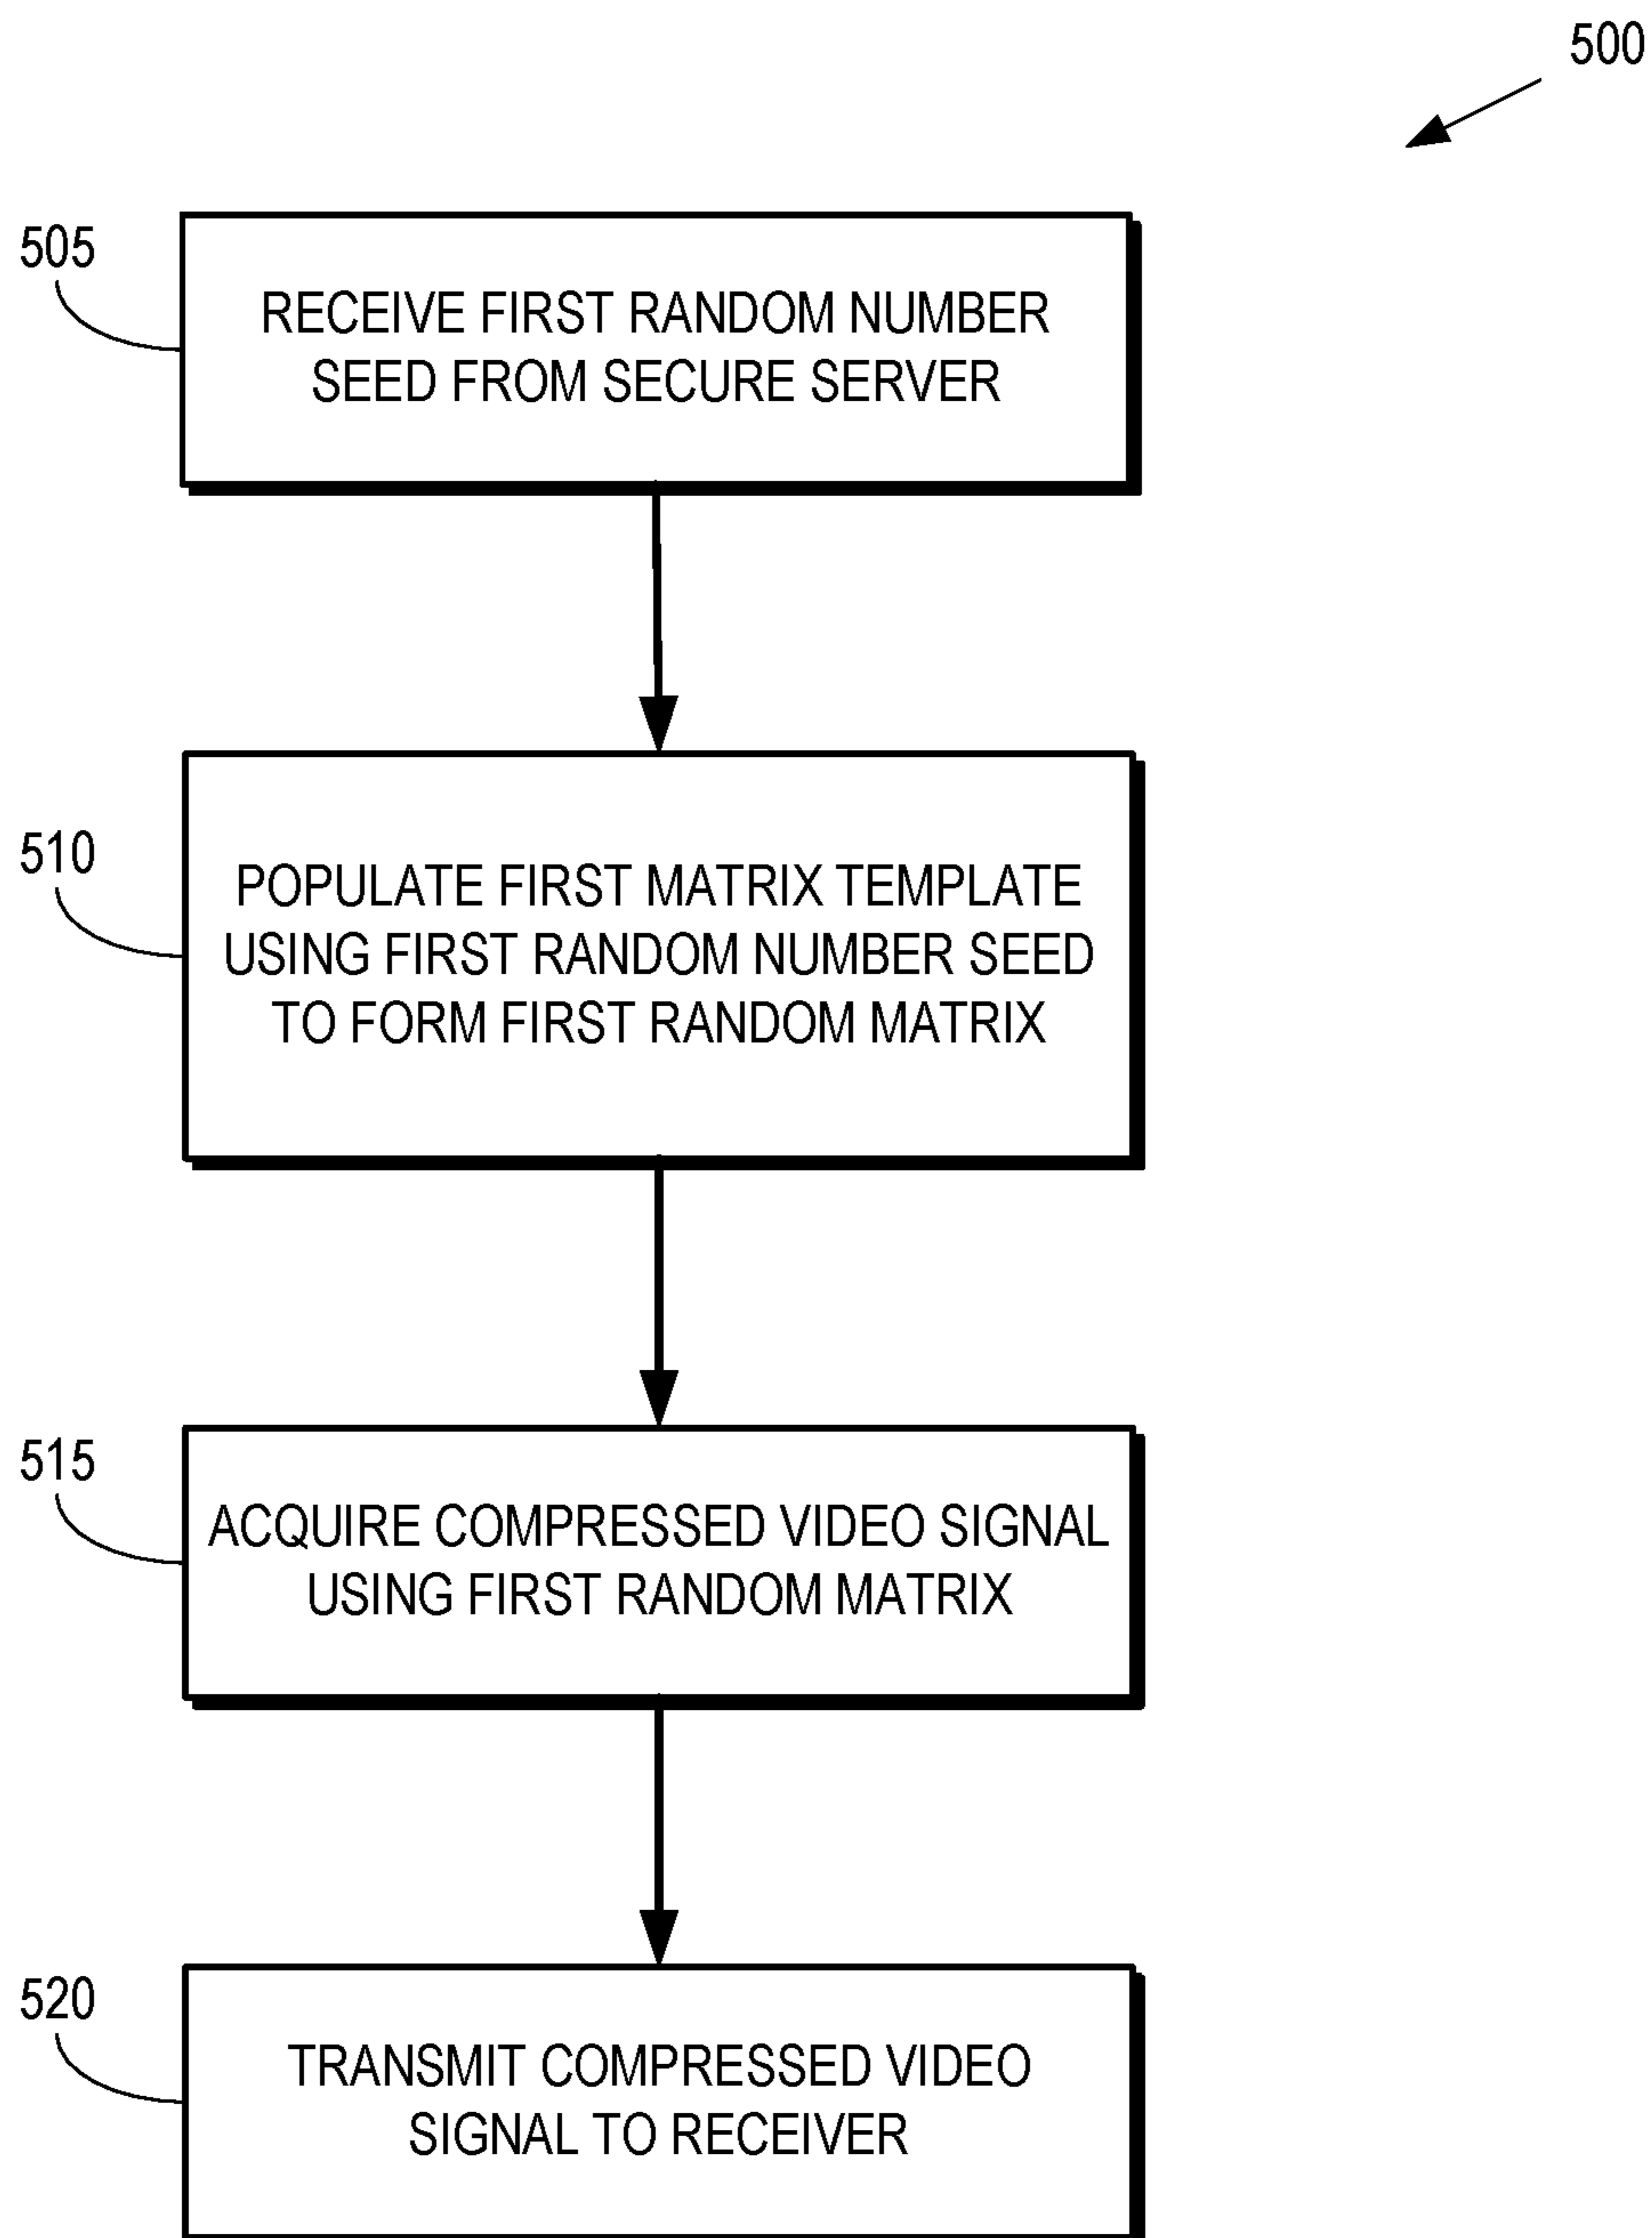 500
505
RECEIVE FIRST RANDOM NUMBER
SEED FROM SECURE SERVER
510
POPULATE FIRST MATRIX TEMPLATE
USING FIRST RANDOM NUMBER SEED
TO FORM FIRST RANDOM MATRIX
515
ACQUIRE COMPRESSED VIDEO SIGNAL
USING FIRST RANDOM MATRIX
520
TRANSMIT COMPRESSED VIDEO
SIGNAL TO RECEIVER